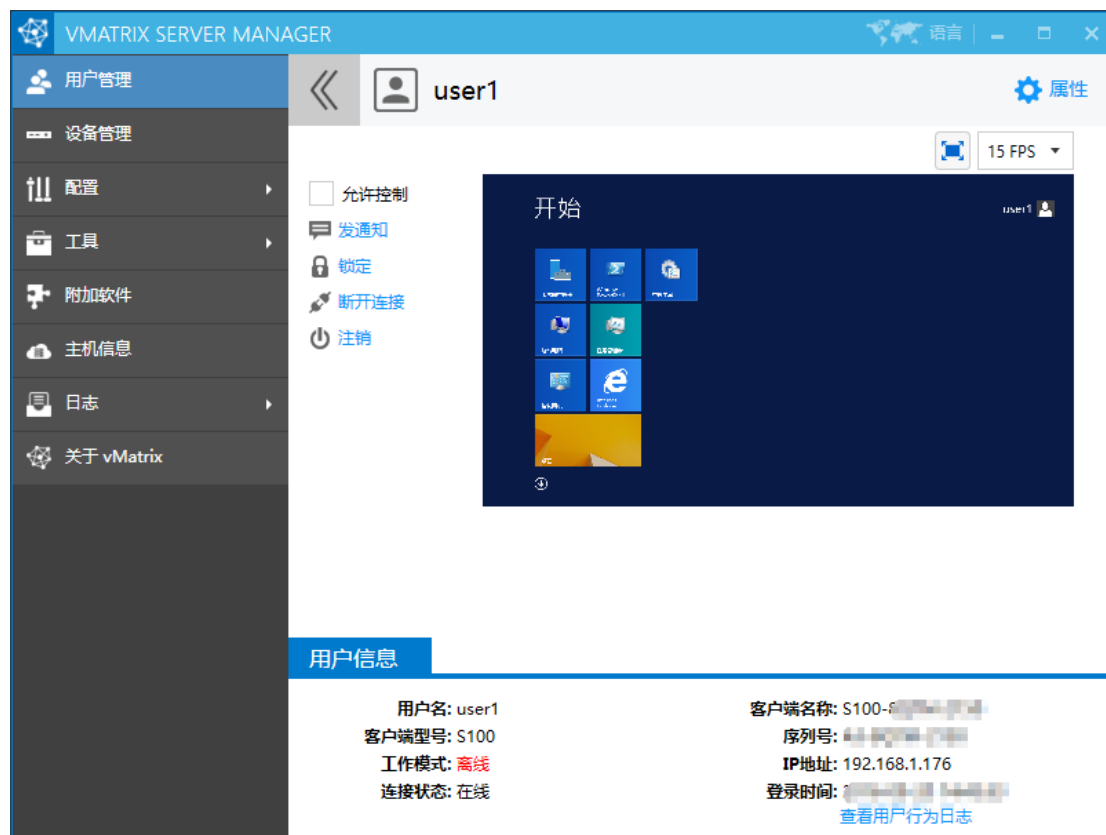 VMATRIX SERVER MANAGER
语言
用户管理
设备管理
配置
工具
附加软件
主机信息
日志
关于 vMatrix
user1
属性
15 FPS
允许控制
发通知
锁定
断开连接
注销
开始
user1
用户信息
用户名: user1
客户端型号: S100
工作模式: 离线
连接状态: 在线
客户端名称: S100-
序列号:
IP地址: 192.168.1.176
登录时间:
查看用户行为日志